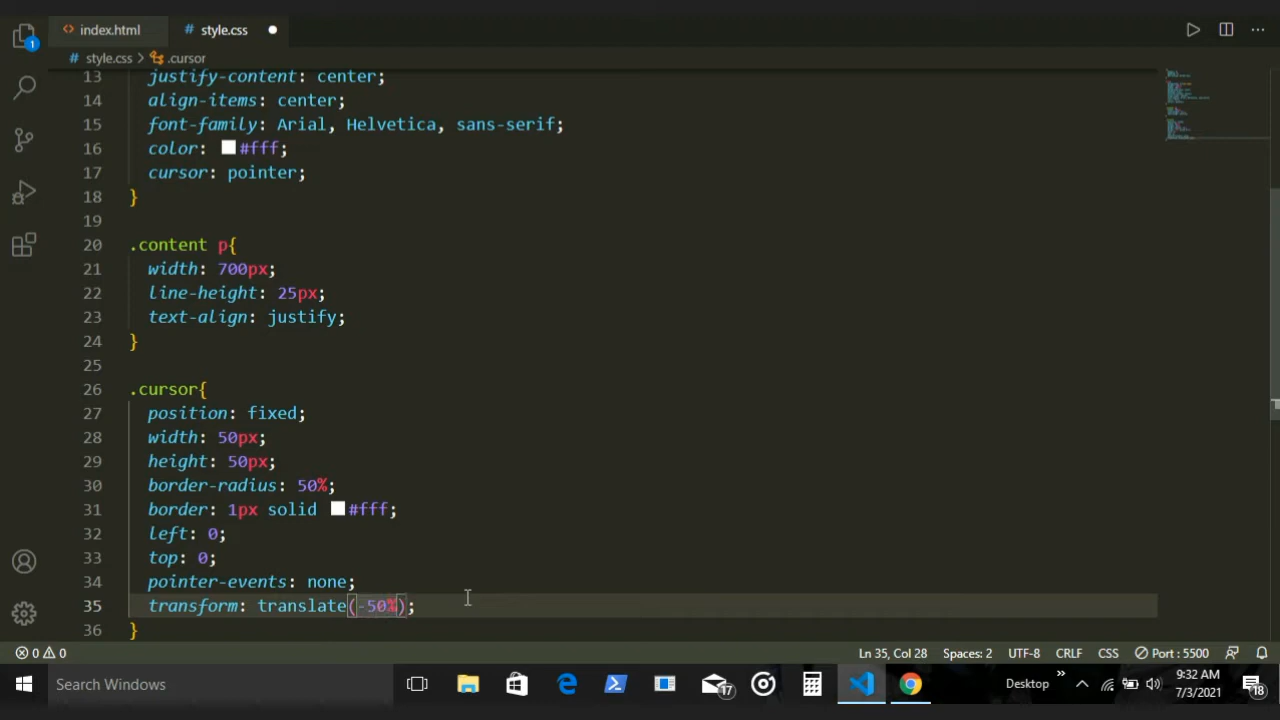 index.html
style.css
style.css > .cursor
13 justify-content: center;
14 align-items: center;
15 font-family: Arial, Helvetica, sans-serif;
16 color: #fff;
17 cursor: pointer;
18 }
19
20 .content p{
21 width: 700px;
22 line-height: 25px;
23 text-align: justify;
24 }
25
26 .cursor{
27 position: fixed;
28 width: 50px;
29 height: 50px;
30 border-radius: 50%;
31 border: 1px solid #fff;
32 left: 0;
33 top: 0;
34 pointer-events: none;
35 transform: translate(-50%);
36 }
1
0 0
Ln 35, Col 28
Spaces: 2
UTF-8
CRLF
CSS
Port : 5500
Search Windows
17
Desktop
9:32 AM
7/3/2021
18